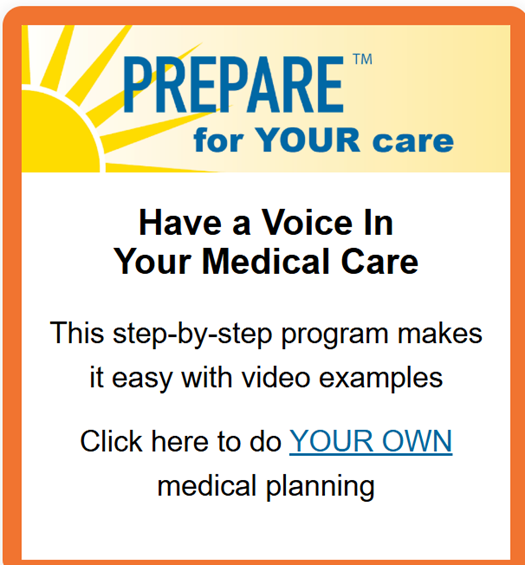 PREPARE™
for YOUR care
Have a Voice In
Your Medical Care
This step-by-step program makes
it easy with video examples
Click here to do YOUR OWN
medical planning